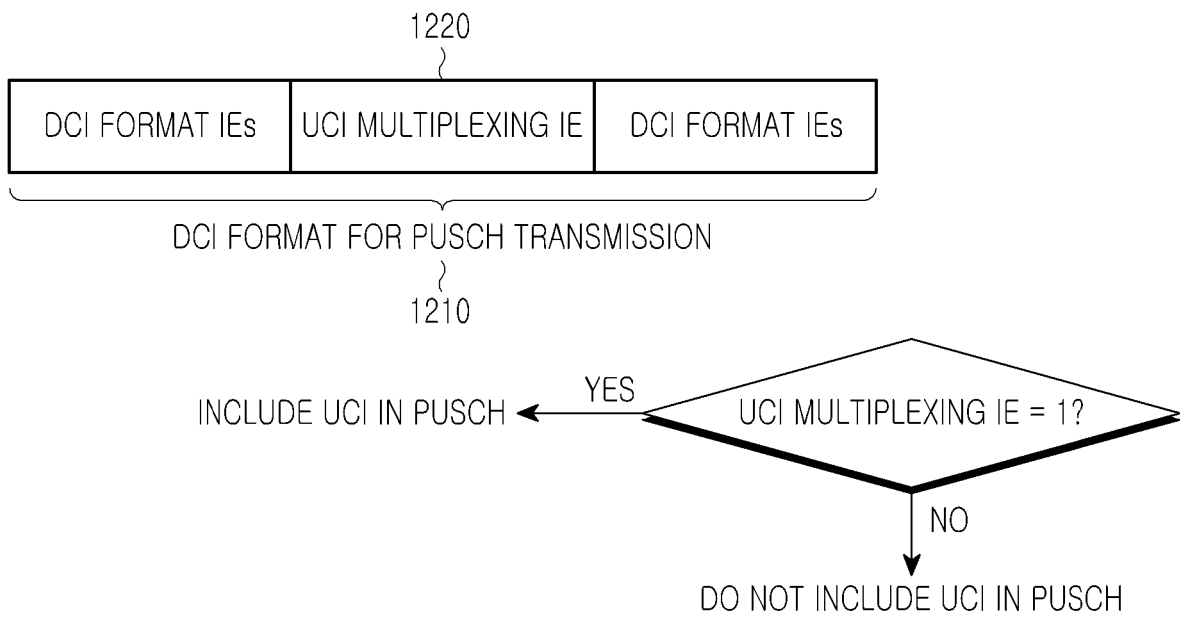 1220
DCI FORMAT IEs
UCI MULTIPLEXING IE
DCI FORMAT IEs
DCI FORMAT FOR PUSCH TRANSMISSION
1210
INCLUDE UCI IN PUSCH
YES
UCI MULTIPLEXING IE = 1?
NO
DO NOT INCLUDE UCI IN PUSCH